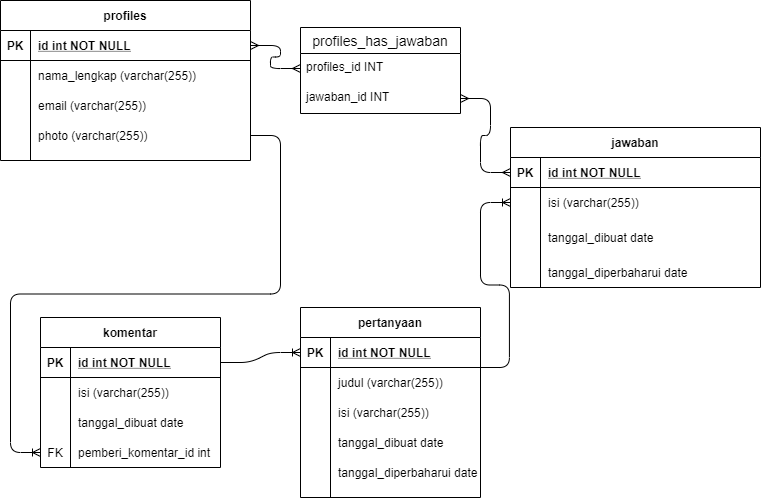 profiles
PK id int NOT NULL
nama_lengkap (varchar(255))
email (varchar(255))
photo (varchar(255))
profiles_has_jawaban
profiles_id INT
jawaban_id INT
jawaban
PK id int NOT NULL
isi (varchar(255))
tanggal_dibuat date
tanggal_diperbaharui date
komentar
PK id int NOT NULL
isi (varchar(255))
tanggal_dibuat date
FK pemberi_komentar_id int
pertanyaan
PK id int NOT NULL
judul (varchar(255))
isi (varchar(255))
tanggal_dibuat date
tanggal_diperbaharui date